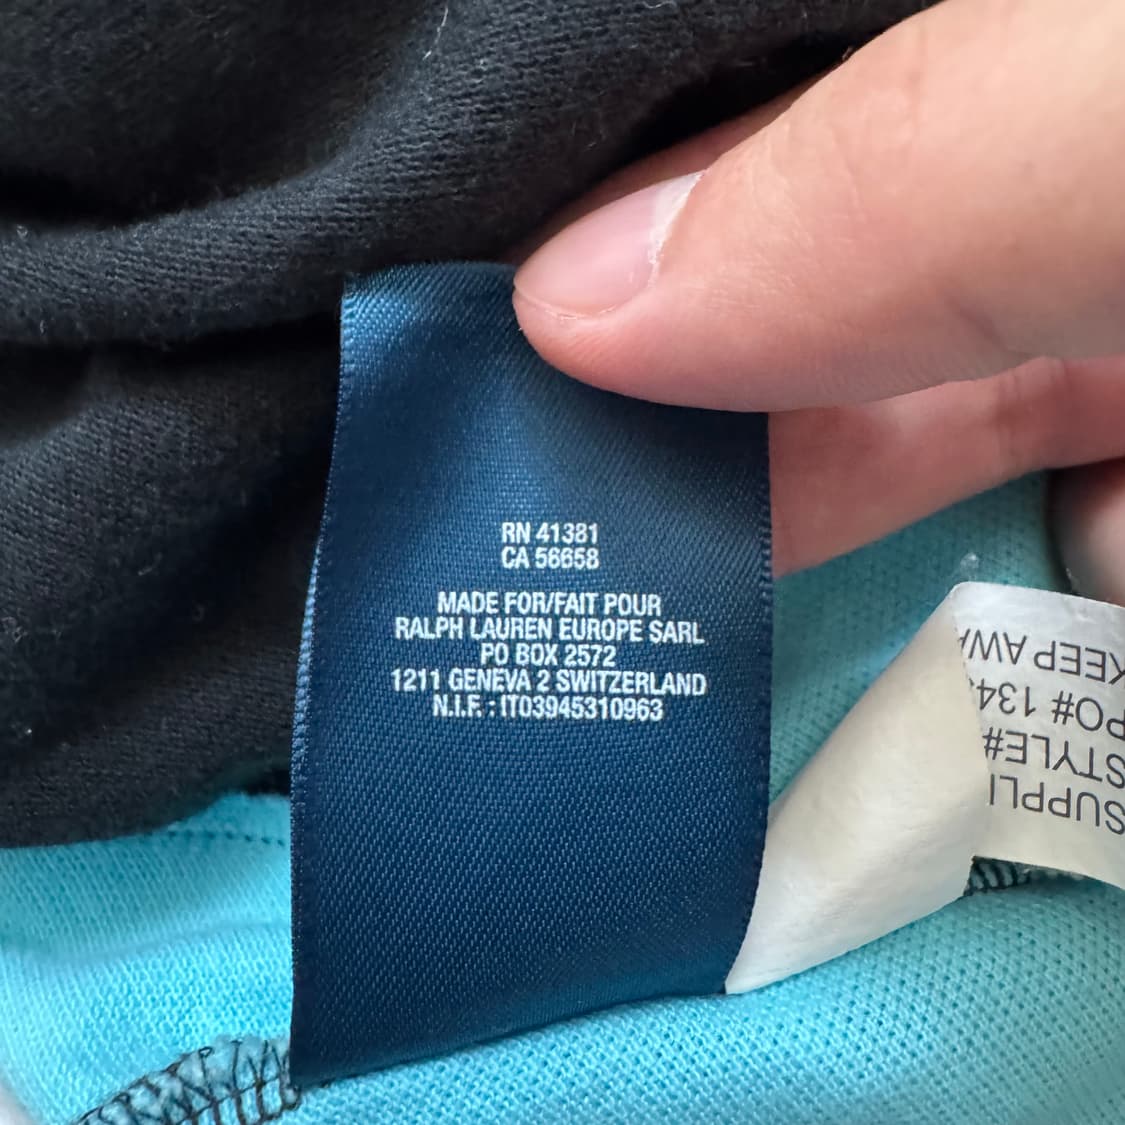 RN 41381
CA 56658
MADE FOR/FAIT POUR
RALPH LAUREN EUROPE SARL
PO BOX 2572
1211 GENEVA 2 SWITZERLAND
N.I.F. : IT03945310963
SUPPLI
STYLE#
PO# 134
KEEP AWA